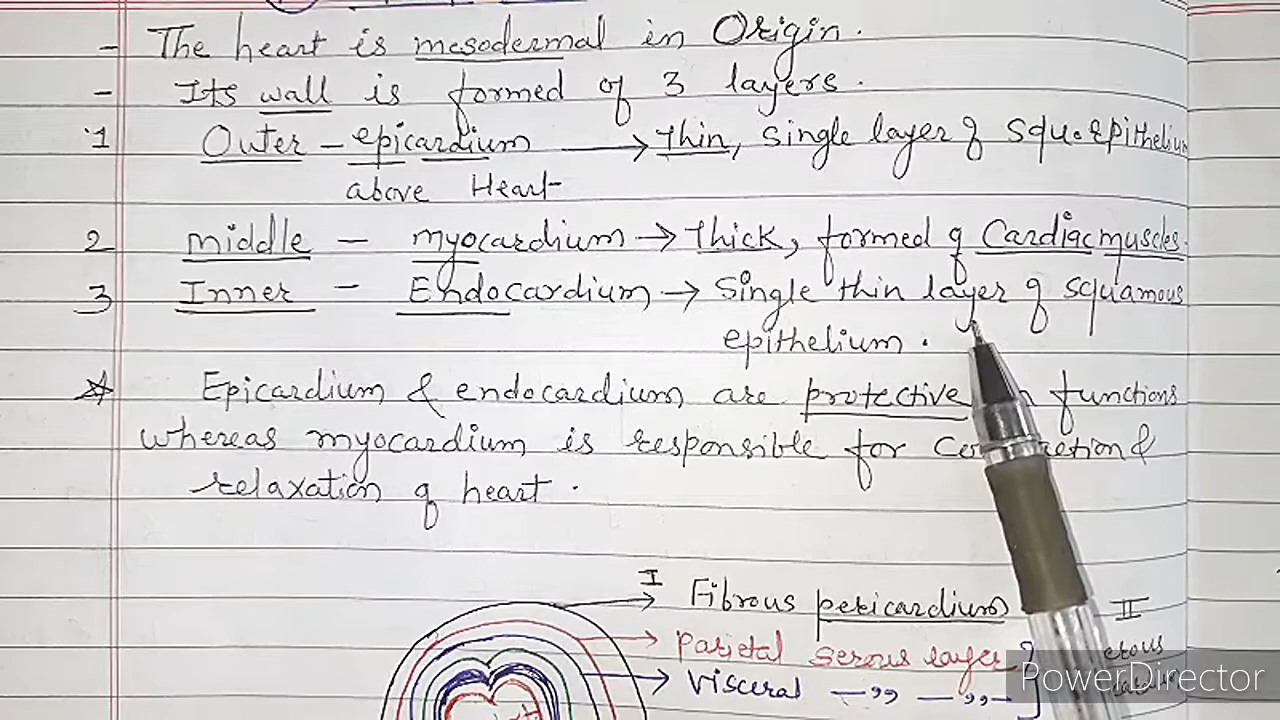 - The heart is mesodermal in Origin.
- Its wall is formed of 3 layers.
1 Outer - epicardium → thin, single layer of squ. Epithelium
above Heart
2 middle - myocardium → thick, formed of Cardiac muscles.
3 Inner - Endocardium → single thin layer of squamous
epithelium.
☆ Epicardium & endocardium are protective functions
whereas myocardium is responsible for &
relaxation of heart.
I Fibrous pericardium II
parietal serous layer
visceral —,,— —,,—
PowerDirector